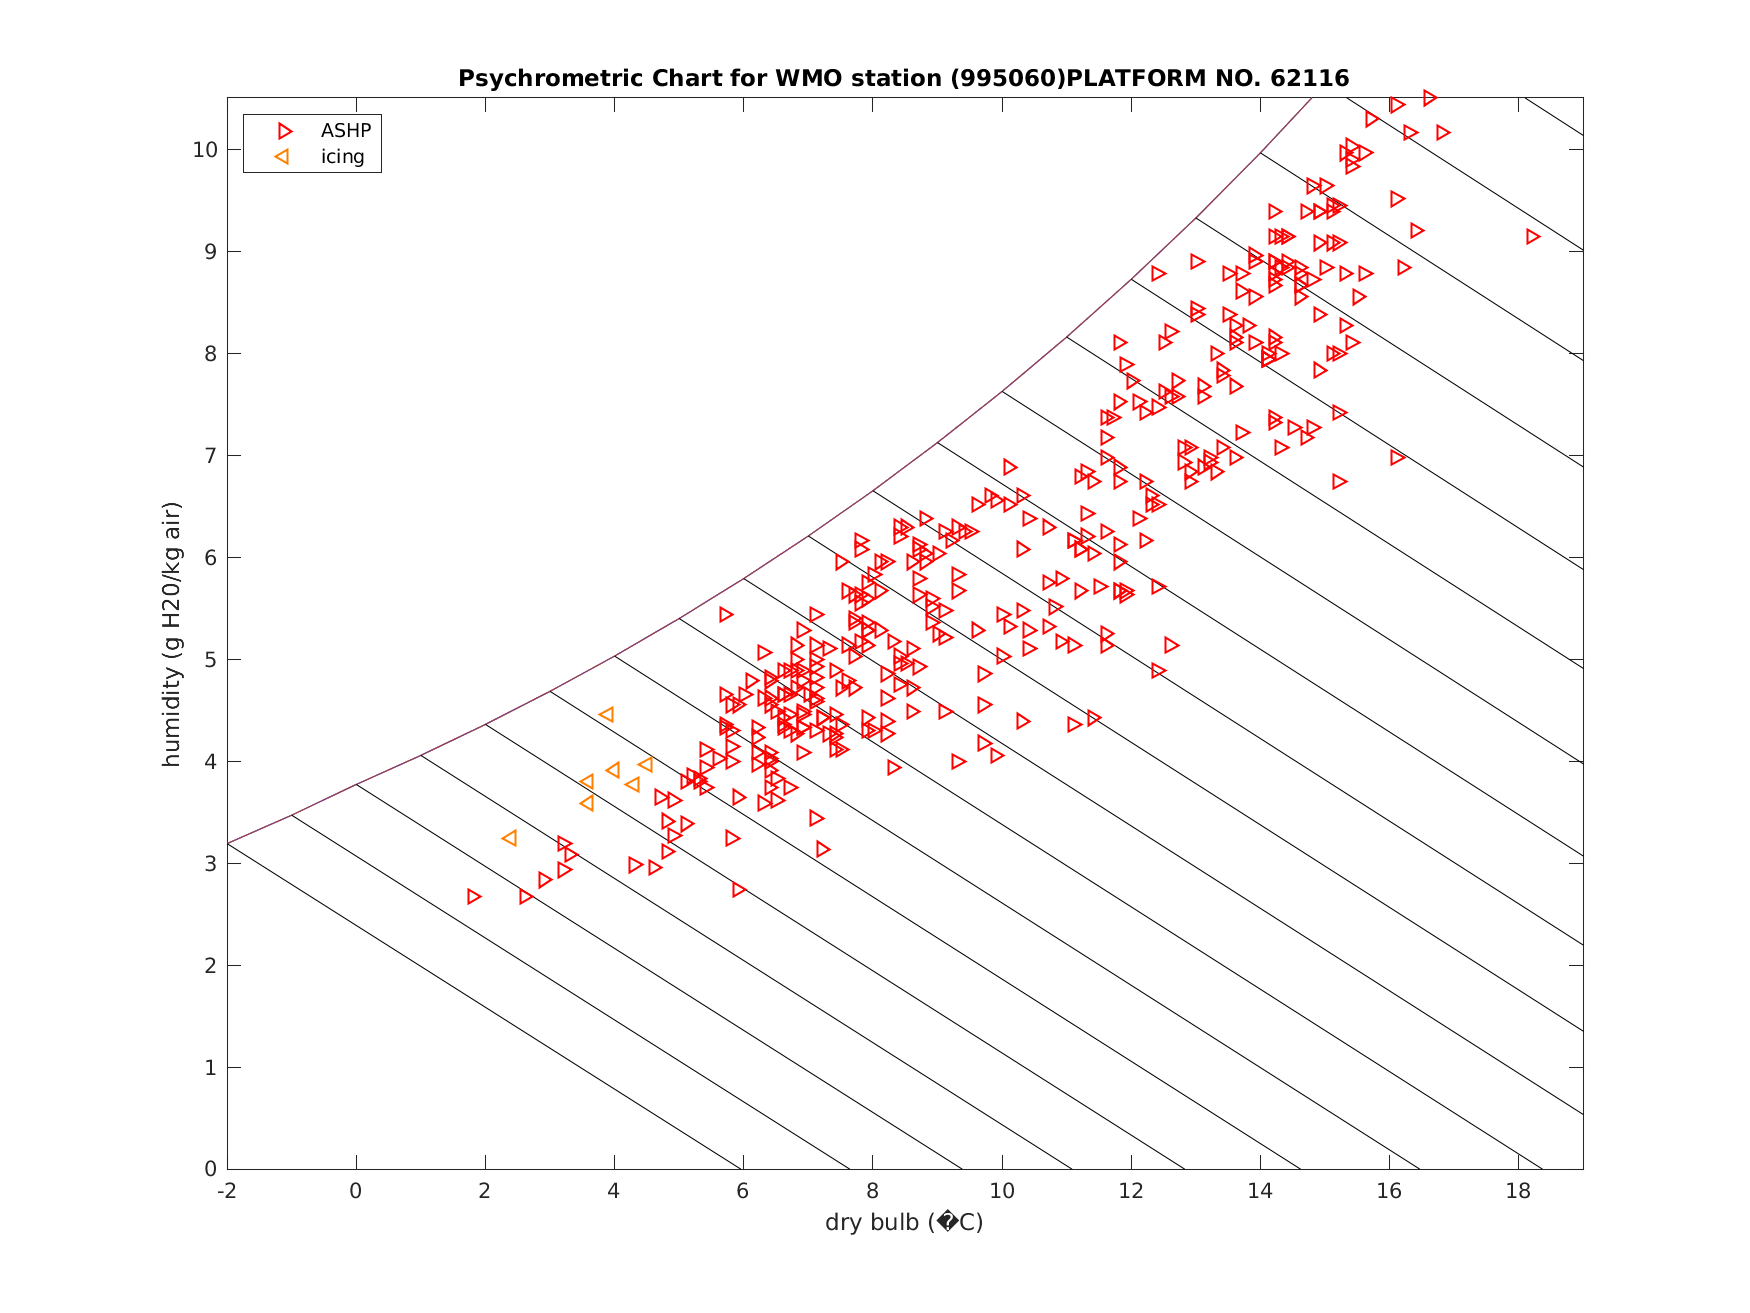 Psychrometric Chart for WMO station (995060)PLATFORM NO. 62116
ASHP
icing
10
9
8
7
6
5
4
3
2
1
0
humidity (g H20/kg air)
-2 0 2 4 6 8 10 12 14 16 18
dry bulb (�C)